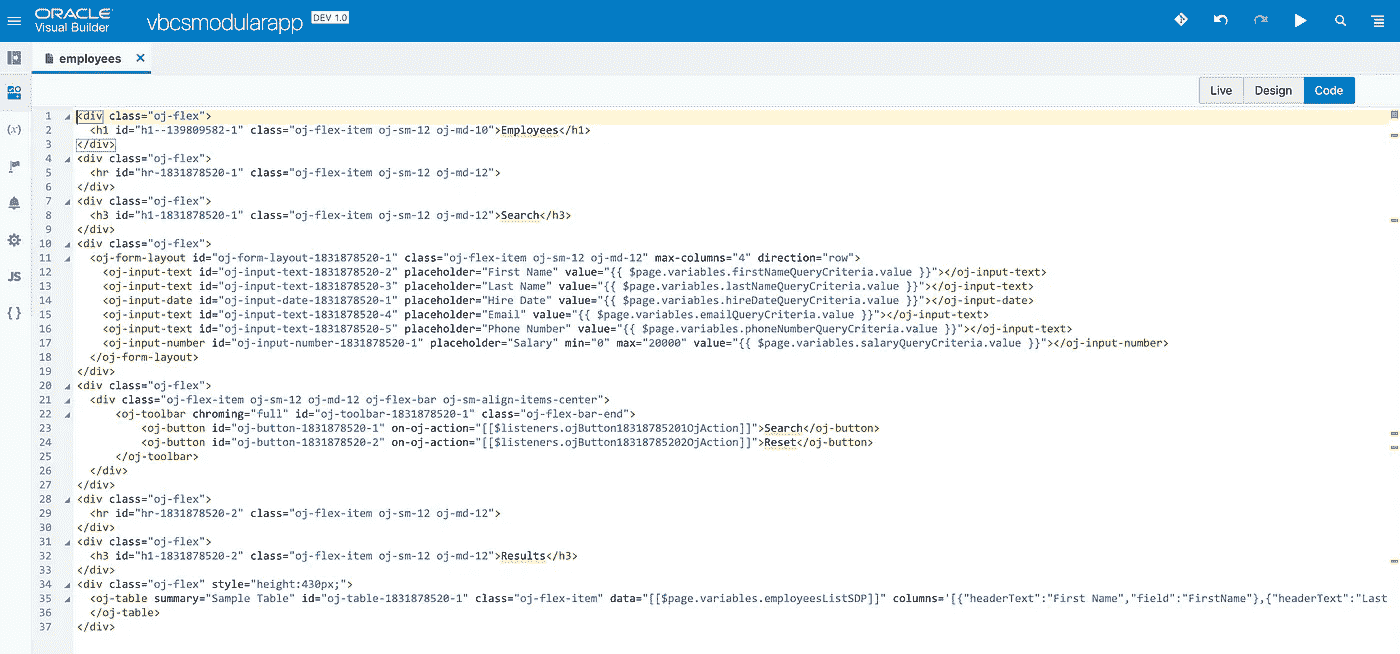 ORACLE
Visual Builder
vbcsmodularapp DEV 1.0
employees ×
Live Design Code
(x)
JS
{ }
1 <div class="oj-flex">
2   <h1 id="h1--139809582-1" class="oj-flex-item oj-sm-12 oj-md-10">Employees</h1>
3 </div>
4 <div class="oj-flex">
5   <hr id="hr-1831878520-1" class="oj-flex-item oj-sm-12 oj-md-12">
6 </div>
7 <div class="oj-flex">
8   <h3 id="h1-1831878520-1" class="oj-flex-item oj-sm-12 oj-md-12">Search</h3>
9 </div>
10 <div class="oj-flex">
11   <oj-form-layout id="oj-form-layout-1831878520-1" class="oj-flex-item oj-sm-12 oj-md-12" max-columns="4" direction="row">
12     <oj-input-text id="oj-input-text-1831878520-2" placeholder="First Name" value="{{ $page.variables.firstNameQueryCriteria.value }}"></oj-input-text>
13     <oj-input-text id="oj-input-text-1831878520-3" placeholder="Last Name" value="{{ $page.variables.lastNameQueryCriteria.value }}"></oj-input-text>
14     <oj-input-date id="oj-input-date-1831878520-1" placeholder="Hire Date" value="{{ $page.variables.hireDateQueryCriteria.value }}"></oj-input-date>
15     <oj-input-text id="oj-input-text-1831878520-4" placeholder="Email" value="{{ $page.variables.emailQueryCriteria.value }}"></oj-input-text>
16     <oj-input-text id="oj-input-text-1831878520-5" placeholder="Phone Number" value="{{ $page.variables.phoneNumberQueryCriteria.value }}"></oj-input-text>
17     <oj-input-number id="oj-input-number-1831878520-1" placeholder="Salary" min="0" max="20000" value="{{ $page.variables.salaryQueryCriteria.value }}"></oj-input-number>
18   </oj-form-layout>
19 </div>
20 <div class="oj-flex">
21   <div class="oj-flex-item oj-sm-12 oj-md-12 oj-flex-bar oj-sm-align-items-center">
22       <oj-toolbar chroming="full" id="oj-toolbar-1831878520-1" class="oj-flex-bar-end">
23           <oj-button id="oj-button-1831878520-1" on-oj-action="[[$listeners.ojButton18318785201OjAction]]">Search</oj-button>
24           <oj-button id="oj-button-1831878520-2" on-oj-action="[[$listeners.ojButton18318785202OjAction]]">Reset</oj-button>
25       </oj-toolbar>
26   </div>
27 </div>
28 <div class="oj-flex">
29   <hr id="hr-1831878520-2" class="oj-flex-item oj-sm-12 oj-md-12">
30 </div>
31 <div class="oj-flex">
32   <h3 id="h1-1831878520-2" class="oj-flex-item oj-sm-12 oj-md-12">Results</h3>
33 </div>
34 <div class="oj-flex" style="height:430px;">
35   <oj-table summary="Sample Table" id="oj-table-1831878520-1" class="oj-flex-item" data="[[$page.variables.employeesListSDP]]" columns='[{"headerText":"First Name","field":"FirstName"},{"headerText":"Last
36   </oj-table>
37 </div>